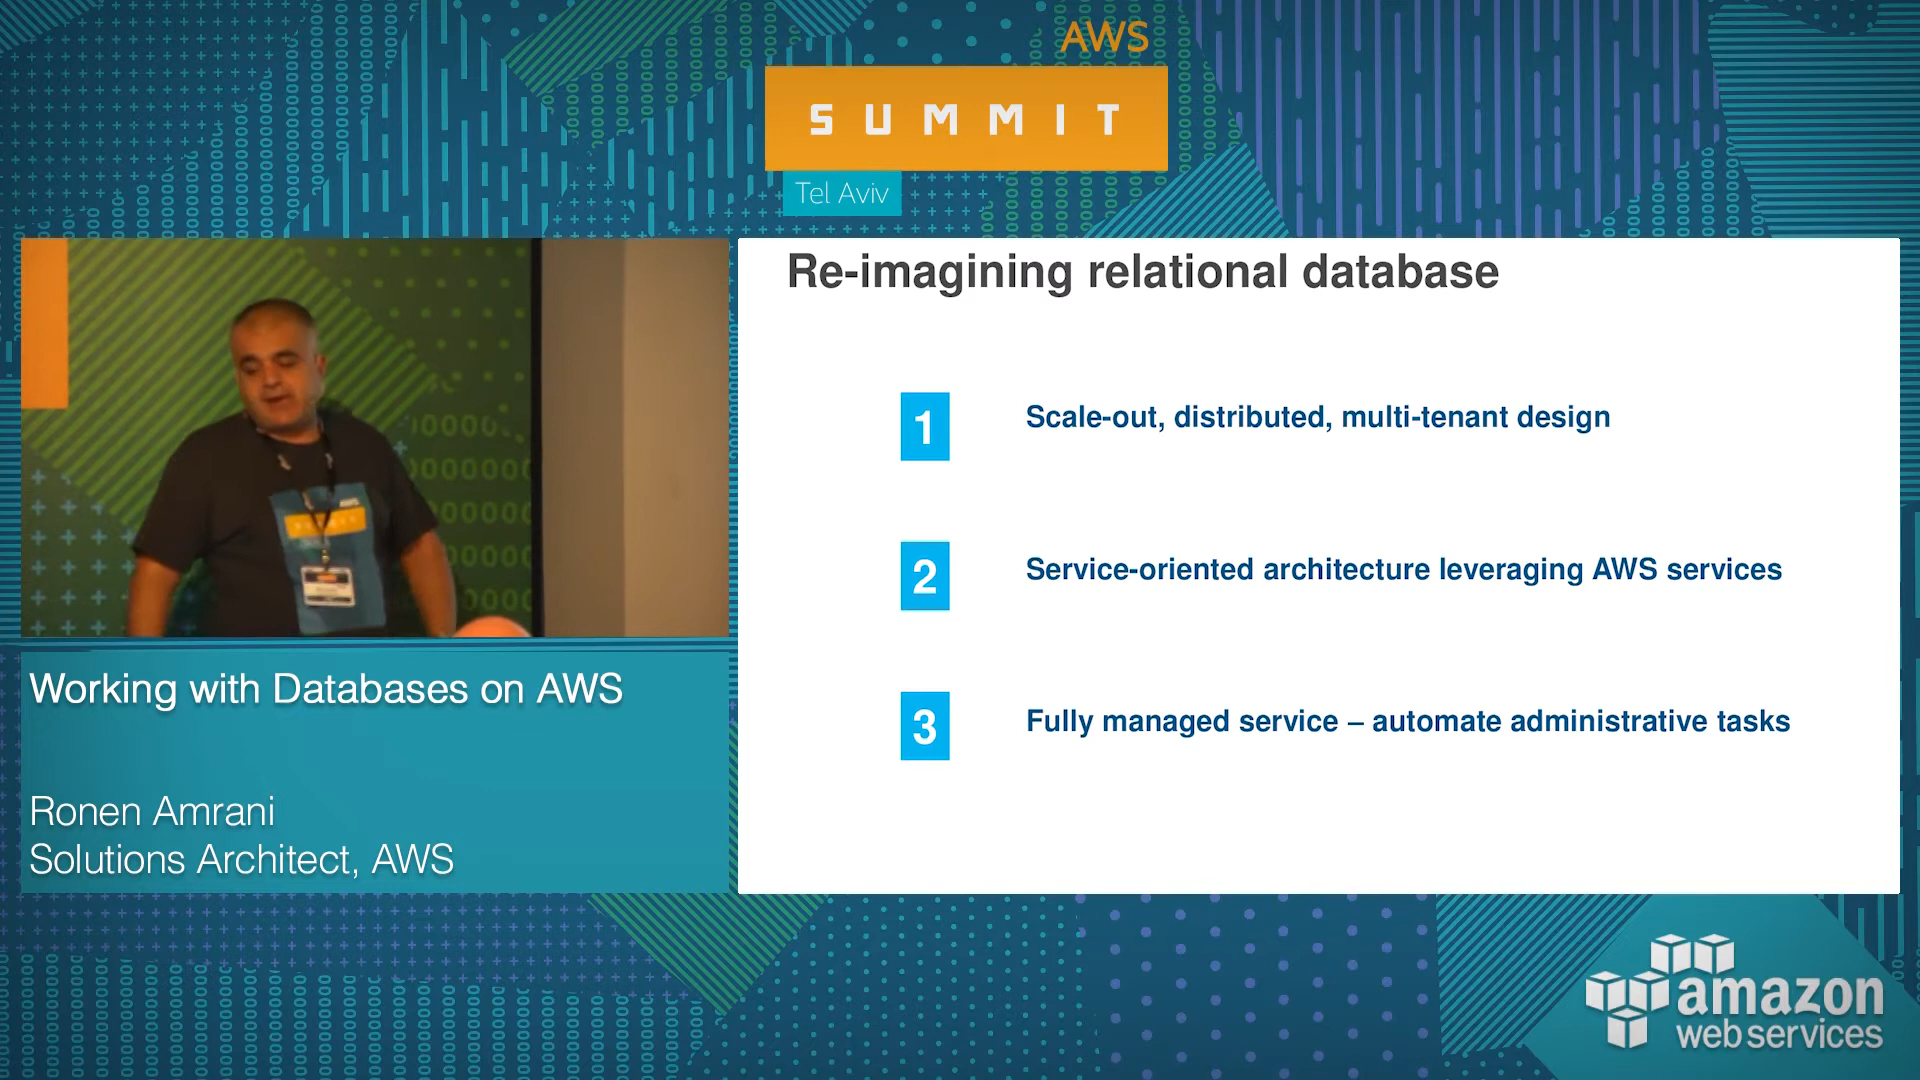 AWS
SUMMIT
Tel Aviv
Re-imagining relational database
1 Scale-out, distributed, multi-tenant design
2 Service-oriented architecture leveraging AWS services
3 Fully managed service – automate administrative tasks
Working with Databases on AWS
Ronen Amrani
Solutions Architect, AWS
amazon
web services